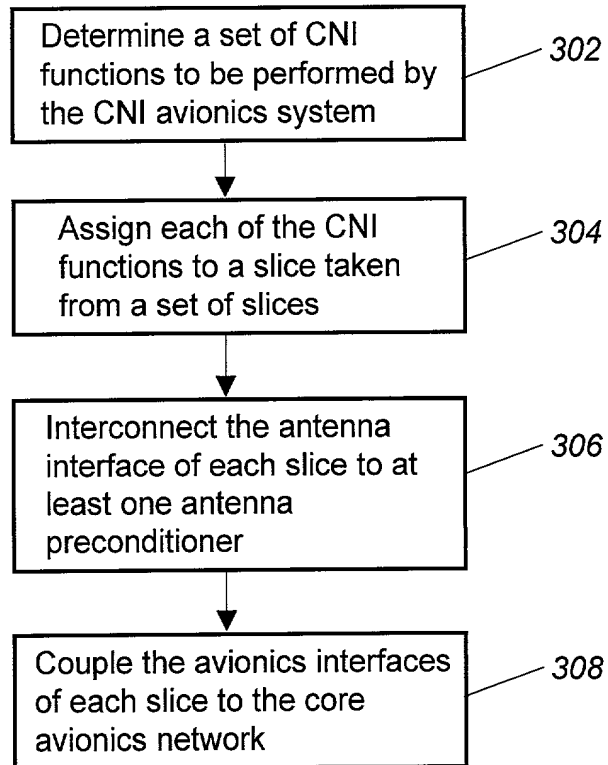 Determine a set of CNI
functions to be performed by
the CNI avionics system
302
Assign each of the CNI
functions to a slice taken
from a set of slices
304
Interconnect the antenna
interface of each slice to at
least one antenna
preconditioner
306
Couple the avionics interfaces
of each slice to the core
avionics network
308